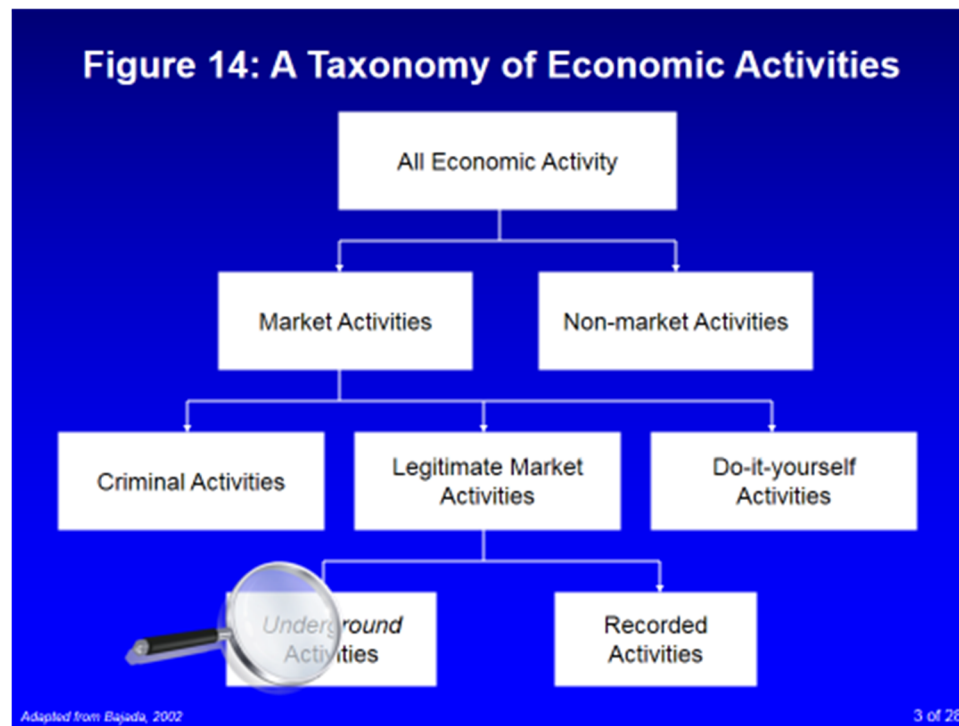 Figure 14: A Taxonomy of Economic Activities
All Economic Activity
Market Activities
Non-market Activities
Criminal Activities
Legitimate Market
Activities
Do-it-yourself
Activities
Underground
Activities
Recorded
Activities
Adapted from Bajada, 2002
3 of 28